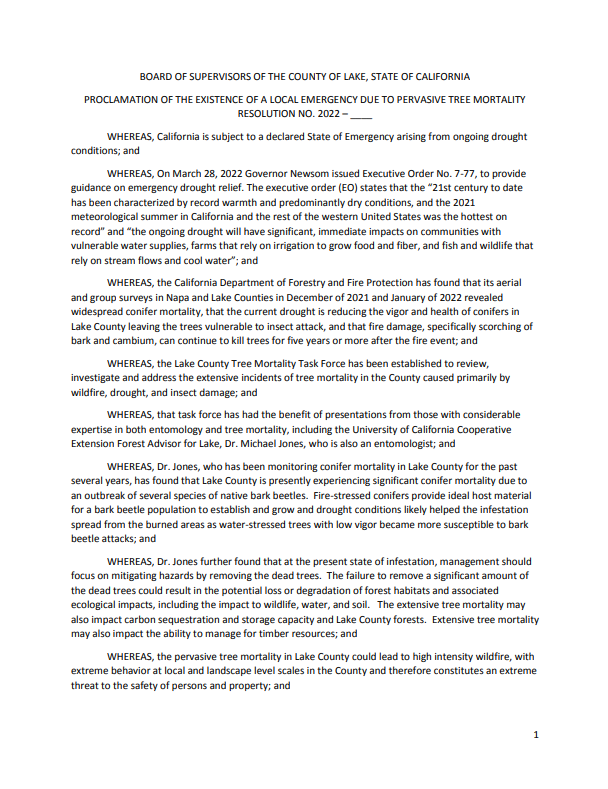 BOARD OF SUPERVISORS OF THE COUNTY OF LAKE, STATE OF CALIFORNIA
PROCLAMATION OF THE EXISTENCE OF A LOCAL EMERGENCY DUE TO PERVASIVE TREE MORTALITY
RESOLUTION NO. 2022 – ____
WHEREAS, California is subject to a declared State of Emergency arising from ongoing drought
conditions; and
WHEREAS, On March 28, 2022 Governor Newsom issued Executive Order No. 7-77, to provide
guidance on emergency drought relief. The executive order (EO) states that the “21st century to date
has been characterized by record warmth and predominantly dry conditions, and the 2021
meteorological summer in California and the rest of the western United States was the hottest on
record” and “the ongoing drought will have significant, immediate impacts on communities with
vulnerable water supplies, farms that rely on irrigation to grow food and fiber, and fish and wildlife that
rely on stream flows and cool water”; and
WHEREAS, the California Department of Forestry and Fire Protection has found that its aerial
and group surveys in Napa and Lake Counties in December of 2021 and January of 2022 revealed
widespread conifer mortality, that the current drought is reducing the vigor and health of conifers in
Lake County leaving the trees vulnerable to insect attack, and that fire damage, specifically scorching of
bark and cambium, can continue to kill trees for five years or more after the fire event; and
WHEREAS, the Lake County Tree Mortality Task Force has been established to review,
investigate and address the extensive incidents of tree mortality in the County caused primarily by
wildfire, drought, and insect damage; and
WHEREAS, that task force has had the benefit of presentations from those with considerable
expertise in both entomology and tree mortality, including the University of California Cooperative
Extension Forest Advisor for Lake, Dr. Michael Jones, who is also an entomologist; and
WHEREAS, Dr. Jones, who has been monitoring conifer mortality in Lake County for the past
several years, has found that Lake County is presently experiencing significant conifer mortality due to
an outbreak of several species of native bark beetles. Fire-stressed conifers provide ideal host material
for a bark beetle population to establish and grow and drought conditions likely helped the infestation
spread from the burned areas as water-stressed trees with low vigor became more susceptible to bark
beetle attacks; and
WHEREAS, Dr. Jones further found that at the present state of infestation, management should
focus on mitigating hazards by removing the dead trees. The failure to remove a significant amount of
the dead trees could result in the potential loss or degradation of forest habitats and associated
ecological impacts, including the impact to wildlife, water, and soil. The extensive tree mortality may
also impact carbon sequestration and storage capacity and Lake County forests. Extensive tree mortality
may also impact the ability to manage for timber resources; and
WHEREAS, the pervasive tree mortality in Lake County could lead to high intensity wildfire, with
extreme behavior at local and landscape level scales in the County and therefore constitutes an extreme
threat to the safety of persons and property; and
1